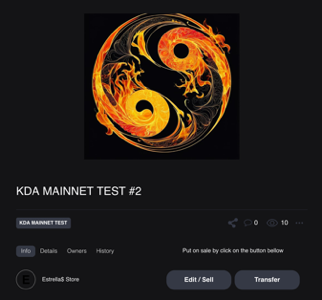 KDA MAINNET TEST #2
KDA MAINNET TEST
0
10
Info
Details
Owners
History
Put on sale by click on the button bellow
E
Estrella$ Store
Edit / Sell
Transfer